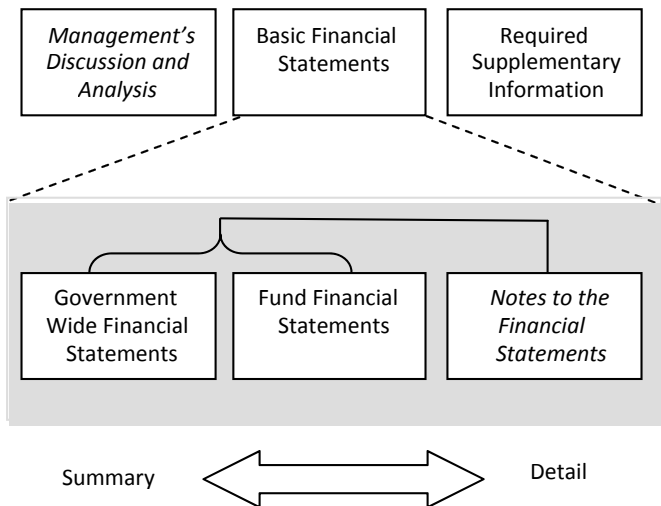 Management’s
Discussion and
Analysis
Basic Financial
Statements
Required
Supplementary
Information
Government
Wide Financial
Statements
Fund Financial
Statements
Notes to the
Financial
Statements
Summary
Detail